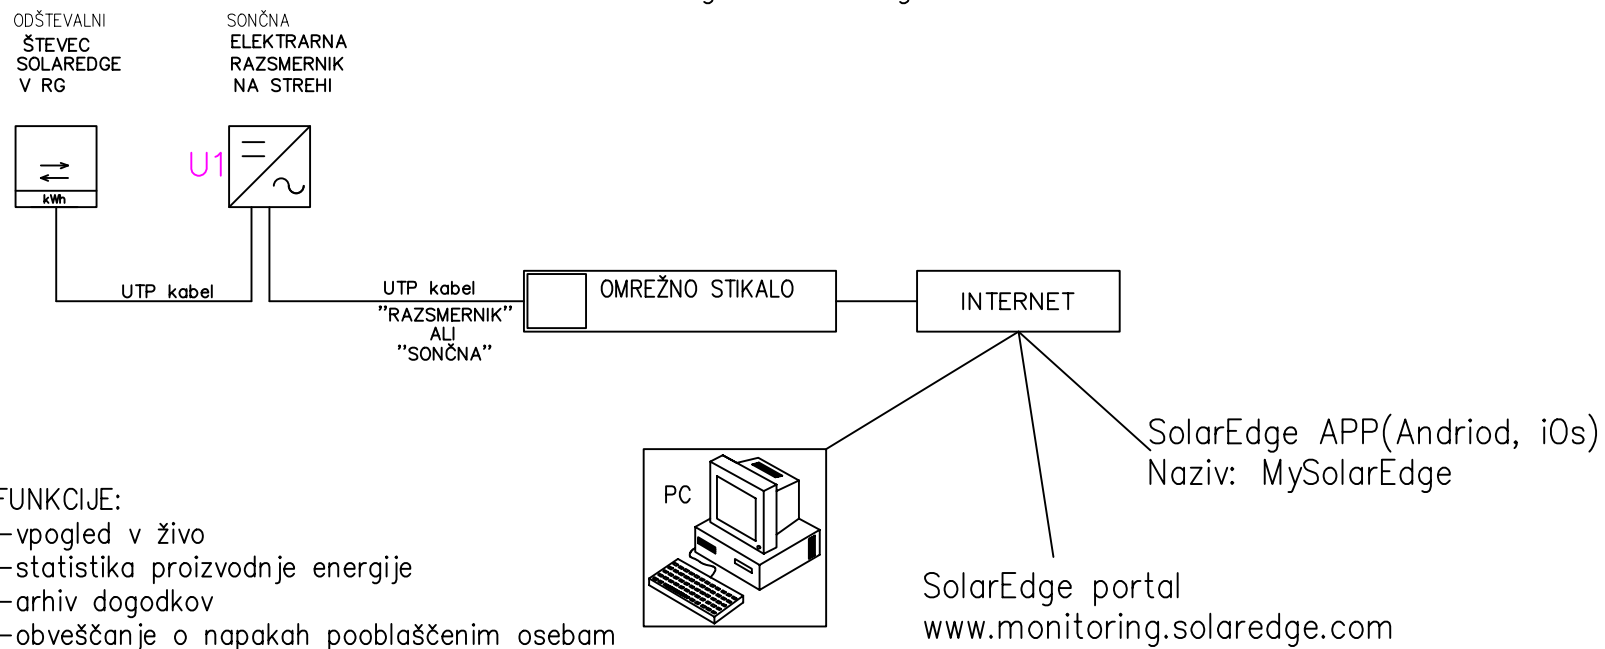 ODŠTEVALNI
ŠTEVEC
SOLAREDGE
V RG
SONČNA
ELEKTRARNA
RAZSMERNIK
NA STREHI
U1
kWh
UTP kabel
UTP kabel
"RAZSMERNIK"
ALI
"SONČNA"
OMREŽNO STIKALO
INTERNET
SolarEdge APP(Andriod, iOs)
Naziv: MySolarEdge
PC
FUNKCIJE:
-vpogled v živo
-statistika proizvodnje energije
-arhiv dogodkov
-obveščanje o napakah pooblaščenim osebam
SolarEdge portal
www.monitoring.solaredge.com